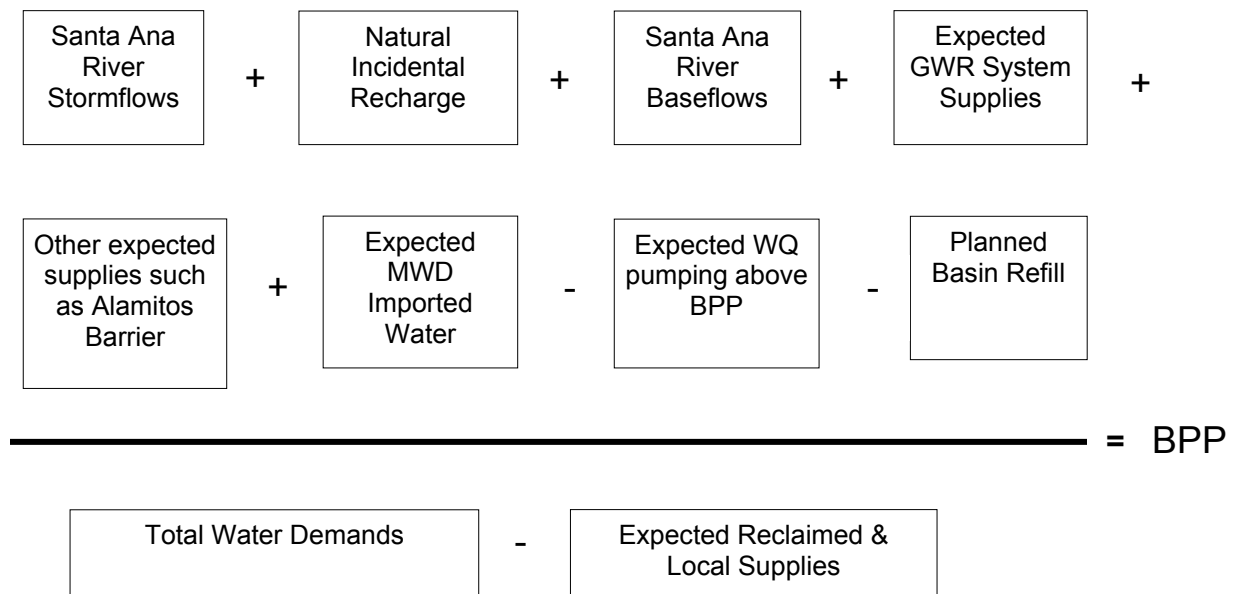 Santa Ana
River
Stormflows
+
Natural
Incidental
Recharge
+
Santa Ana
River
Baseflows
+
Expected
GWR System
Supplies
+
Other expected
supplies such
as Alamitos
Barrier
+
Expected
MWD
Imported
Water
-
Expected WQ
pumping above
BPP
-
Planned
Basin Refill
= BPP
Total Water Demands
-
Expected Reclaimed &
Local Supplies